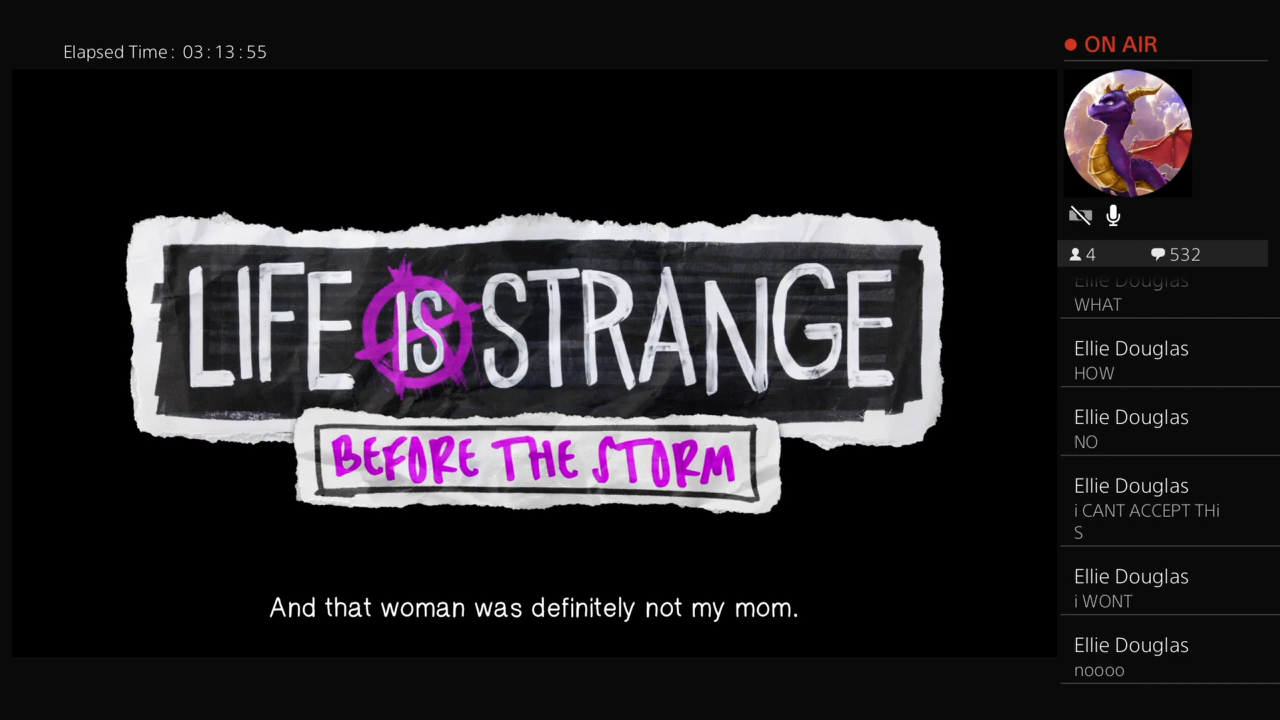 Elapsed Time: 03:13:55
ON AIR
LIFE IS STRANGE
BEFORE THE STORM
And that woman was definitely not my mom.
4 532
Ellie Douglas
WHAT
Ellie Douglas
HOW
Ellie Douglas
NO
Ellie Douglas
i CANT ACCEPT THi
S
Ellie Douglas
i WONT
Ellie Douglas
noooo